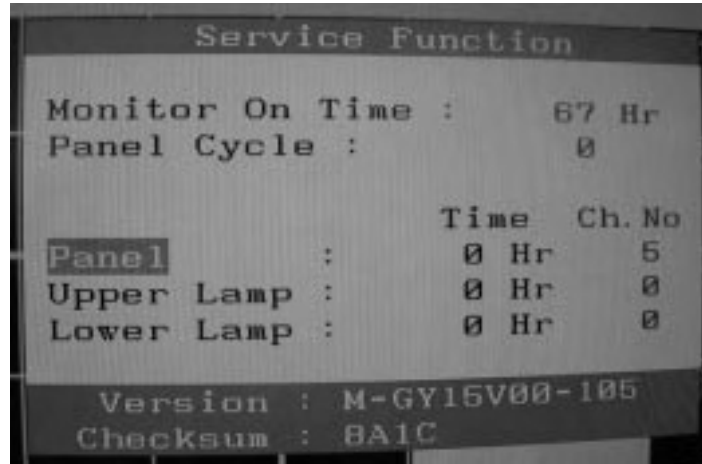 Service Function
Monitor On Time : 67 Hr
Panel Cycle : 0
Time Ch.No
Panel : 0 Hr 5
Upper Lamp : 0 Hr 0
Lower Lamp : 0 Hr 0
Version : M-GY15V00-105
Checksum : 8A1C